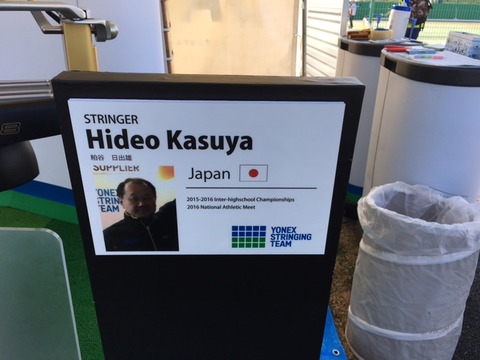 STRINGER
Hideo Kasuya
粕谷　日出雄
SUPPLIER
YONEX
STRINGING
TEAM
Japan
2015-2016 Inter-highschool Championships
2016 National Athletic Meet
YONEX
STRINGING
TEAM
8